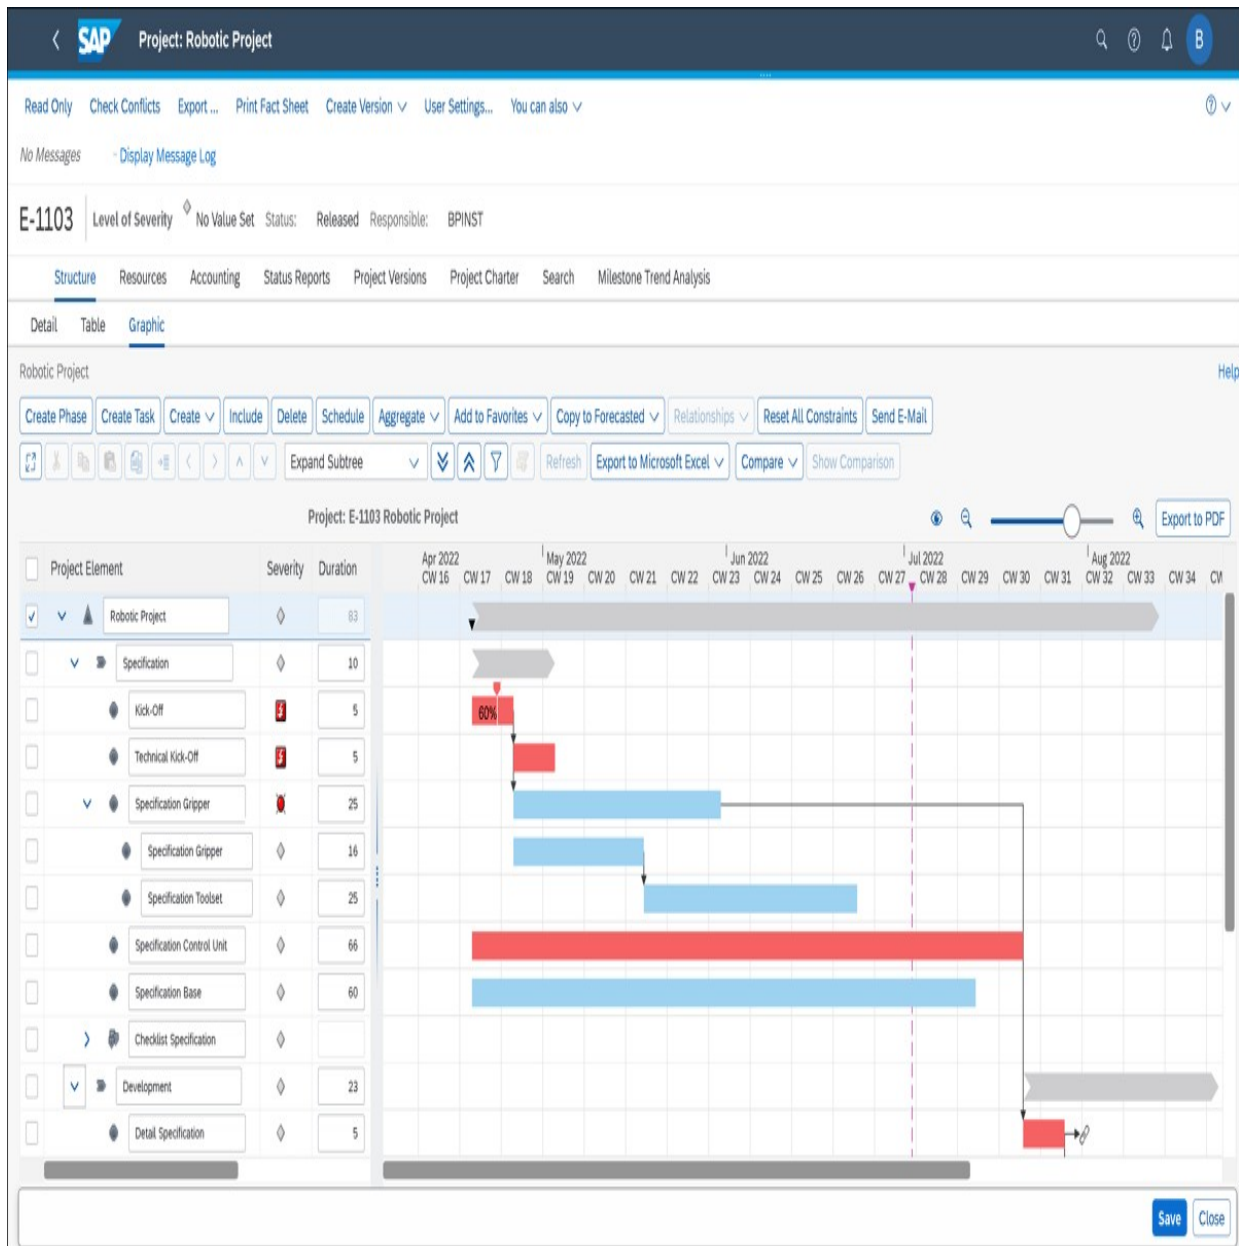 SAP Project: Robotic Project B
Read Only Check Conflicts Export ... Print Fact Sheet Create Version User Settings... You can also
No Messages - Display Message Log
E-1103 Level of Severity No Value Set Status: Released Responsible: BPINST
Structure Resources Accounting Status Reports Project Versions Project Charter Search Milestone Trend Analysis
Detail Table Graphic
Robotic Project Help
Create Phase Create Task Create Include Delete Schedule Aggregate Add to Favorites Copy to Forecasted Relationships Reset All Constraints Send E-Mail
Expand Subtree Refresh Export to Microsoft Excel Compare Show Comparison
Project: E-1103 Robotic Project Export to PDF
Project Element Severity Duration
Apr 2022 May 2022 Jun 2022 Jul 2022 Aug 2022
CW 16 CW 17 CW 18 CW 19 CW 20 CW 21 CW 22 CW 23 CW 24 CW 25 CW 26 CW 27 CW 28 CW 29 CW 30 CW 31 CW 32 CW 33 CW 34 CW
Robotic Project 83
Specification 10
Kick-Off 5 60%
Technical Kick-Off 5
Specification Gripper 25
Specification Gripper 16
Specification Toolset 25
Specification Control Unit 66
Specification Base 60
Checklist Specification
Development 23
Detail Specification 5
Save Close